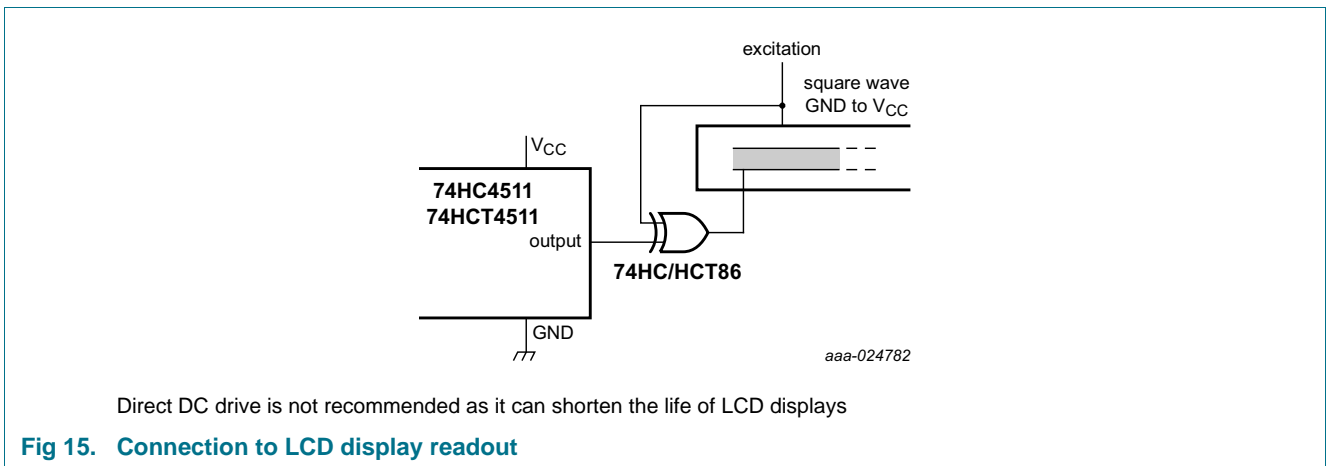 excitation
square wave
GND to VCC
VCC
74HC4511
74HCT4511
output
74HC/HCT86
GND
aaa-024782
Direct DC drive is not recommended as it can shorten the life of LCD displays
Fig 15. Connection to LCD display readout